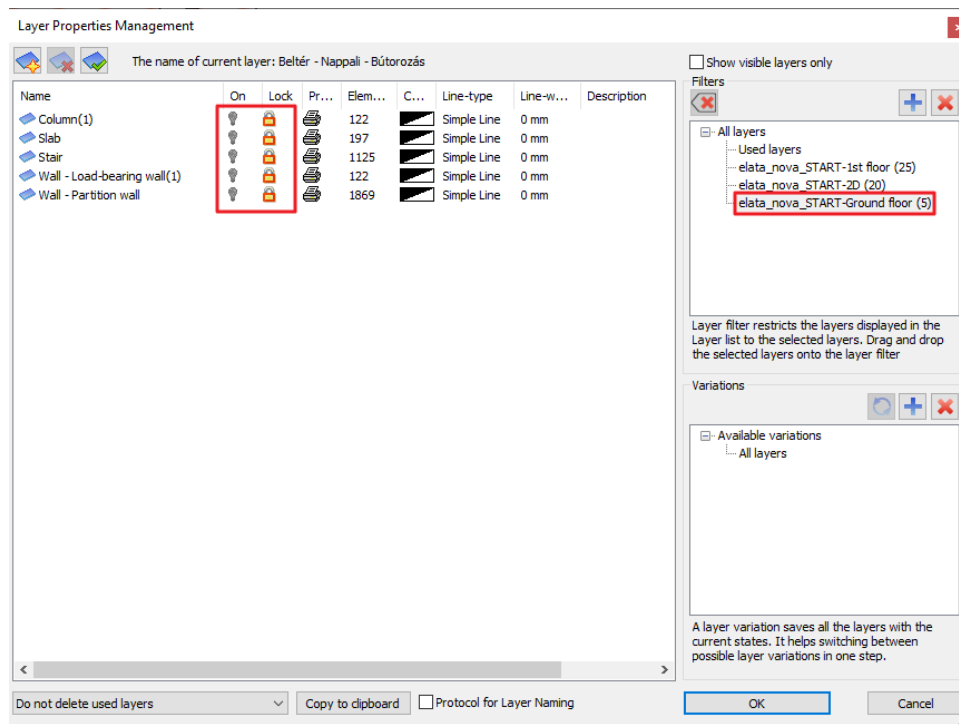 Layer Properties Management
The name of current layer: Beltér - Nappali - Bútorozás
Show visible layers only
Filters
Name On Lock Pr... Elem... C... Line-type Line-w... Description
Column(1) 122 Simple Line 0 mm
Slab 197 Simple Line 0 mm
Stair 1125 Simple Line 0 mm
Wall - Load-bearing wall(1) 122 Simple Line 0 mm
Wall - Partition wall 1869 Simple Line 0 mm
All layers
Used layers
elata_nova_START-1st floor (25)
elata_nova_START-2D (20)
elata_nova_START-Ground floor (5)
Layer filter restricts the layers displayed in the
Layer list to the selected layers. Drag and drop
the selected layers onto the layer filter
Variations
Available variations
All layers
A layer variation saves all the layers with the
current states. It helps switching between
possible layer variations in one step.
Do not delete used layers Copy to clipboard Protocol for Layer Naming OK Cancel